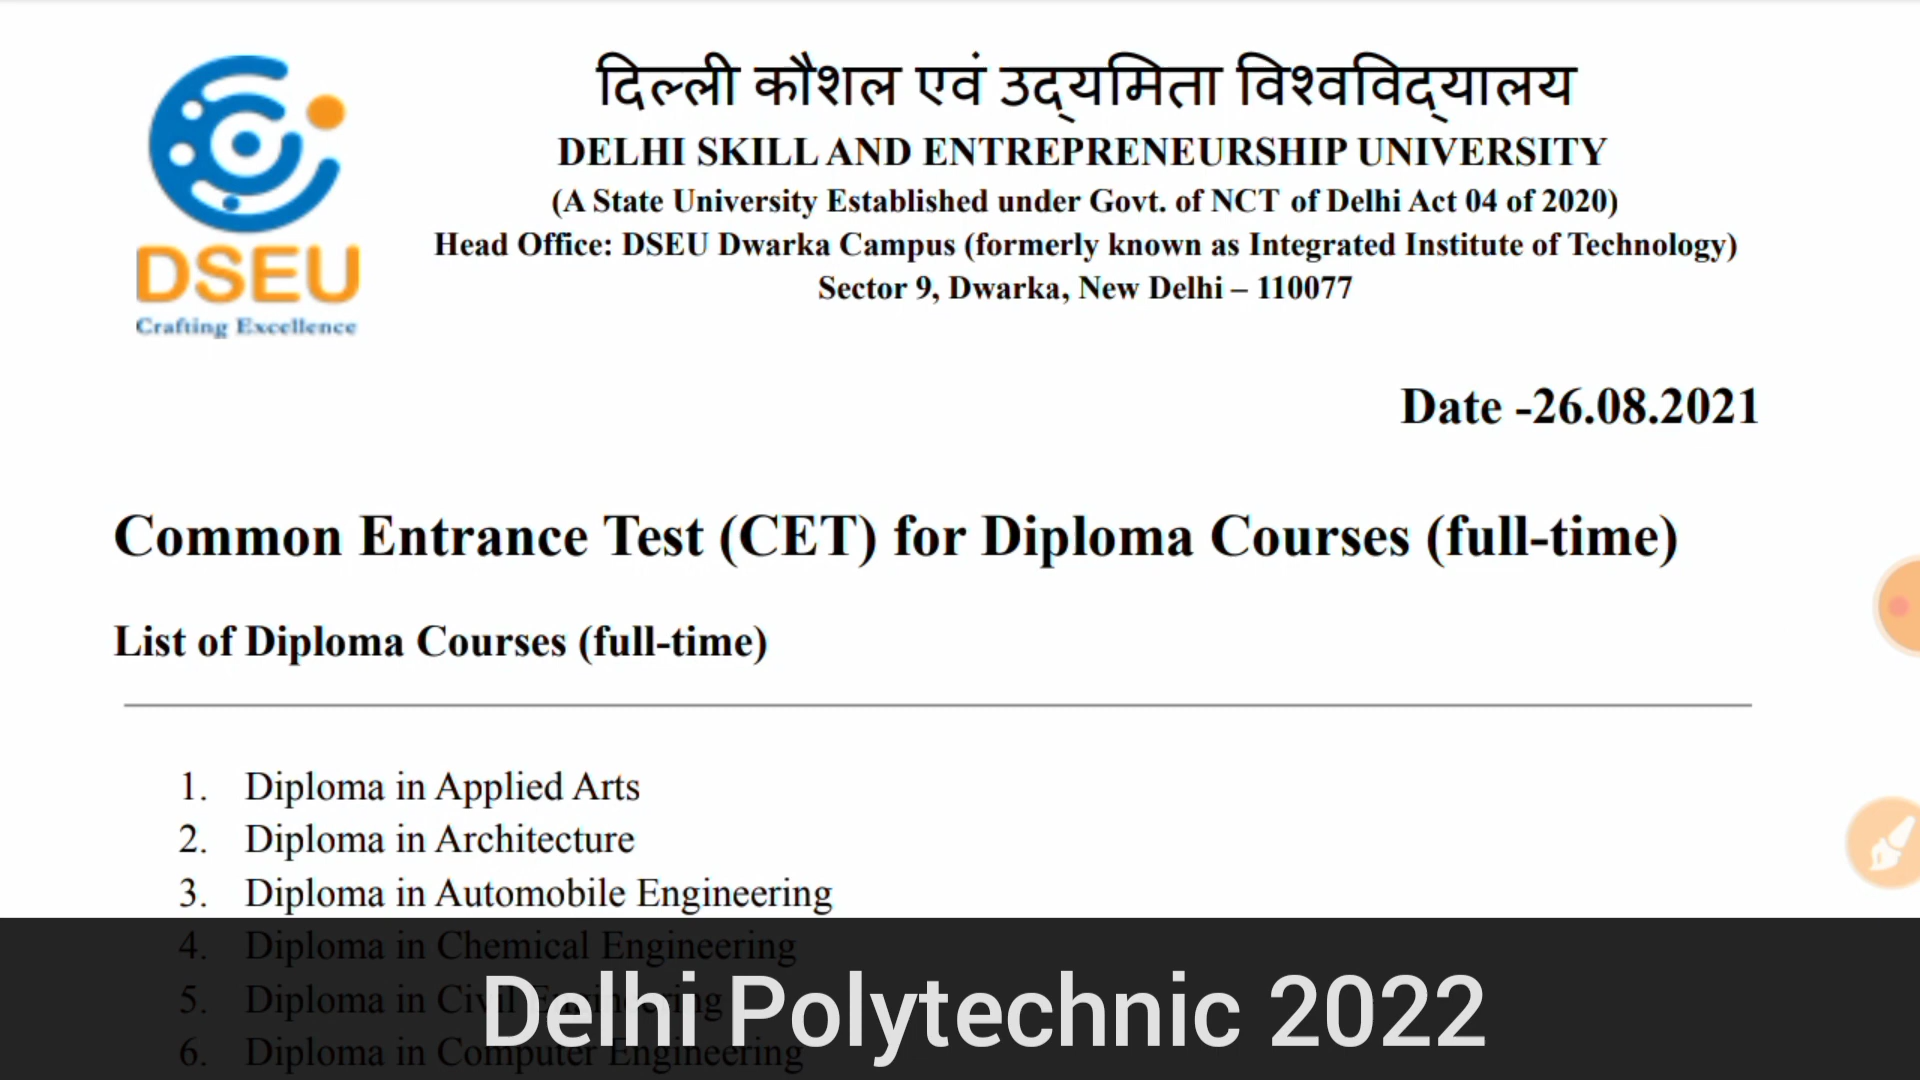 दिल्ली कौशल एवं उद्यमिता विश्वविद्यालय
DELHI SKILL AND ENTREPRENEURSHIP UNIVERSITY
(A State University Established under Govt. of NCT of Delhi Act 04 of 2020)
Head Office: DSEU Dwarka Campus (formerly known as Integrated Institute of Technology)
Sector 9, Dwarka, New Delhi – 110077
DSEU
Crafting Excellence
Date -26.08.2021
Common Entrance Test (CET) for Diploma Courses (full-time)
List of Diploma Courses (full-time)
1. Diploma in Applied Arts
2. Diploma in Architecture
3. Diploma in Automobile Engineering
4. Diploma in Chemical Engineering
5. Diploma in Civil Engineering
6. Diploma in Computer Engineering
Delhi Polytechnic 2022